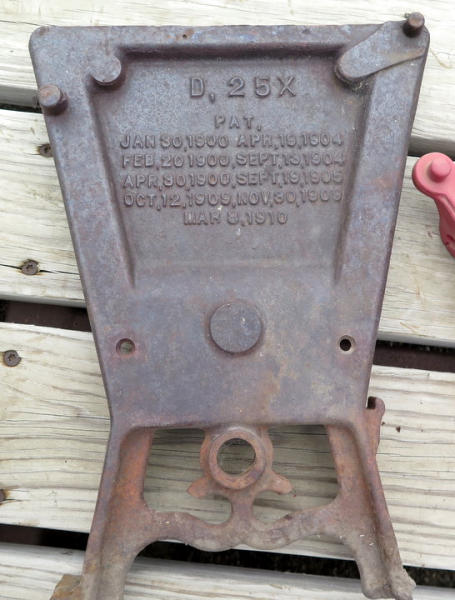 D, 25X
PAT,
JAN 30,1900 APR,19,1904
FEB,20 1900,SEPT,13,1904
APR,30,1900,SEPT,19,1905
OCT,12,1909,NOV,30,1909
MAR 8,1910